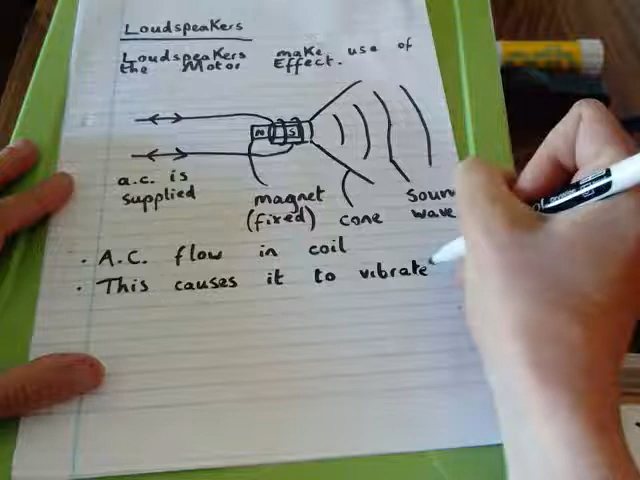 Loudspeakers
Loudspeakers make use of
the Motor Effect.
N S
a.c. is
supplied
magnet
(fixed)
cone
wave
· A.C. flow in coil
· This causes it to vibrate